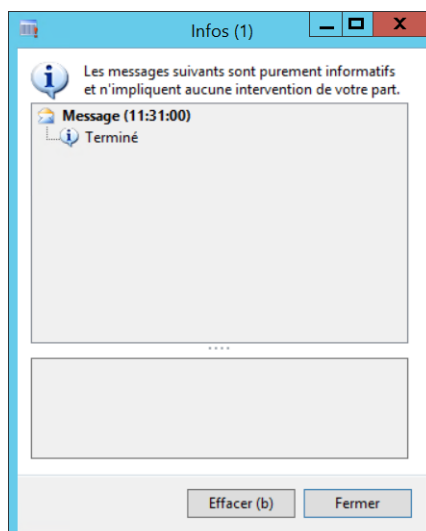 Infos (1)
Les messages suivants sont purement informatifs
et n'impliquent aucune intervention de votre part.
Message (11:31:00)
Terminé
Effacer (b)
Fermer